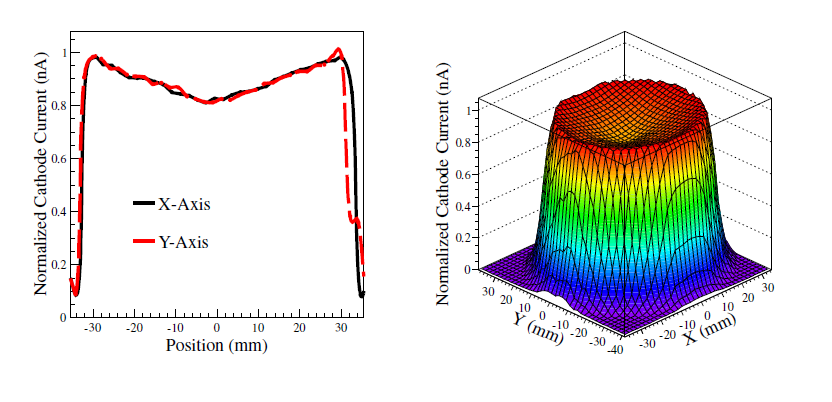 Normalized Cathode Current (nA)
1
0.8
0.6
0.4
0.2
0
-30 -20 -10 0 10 20 30
Position (mm)
X-Axis
Y-Axis
Normalized Cathode Current (nA)
1
0.8
0.6
0.4
0.2
0
30 20 10 0 -10 -20 -30 -40
Y (mm)
-30 -20 -10 0 10 20 30
X (mm)